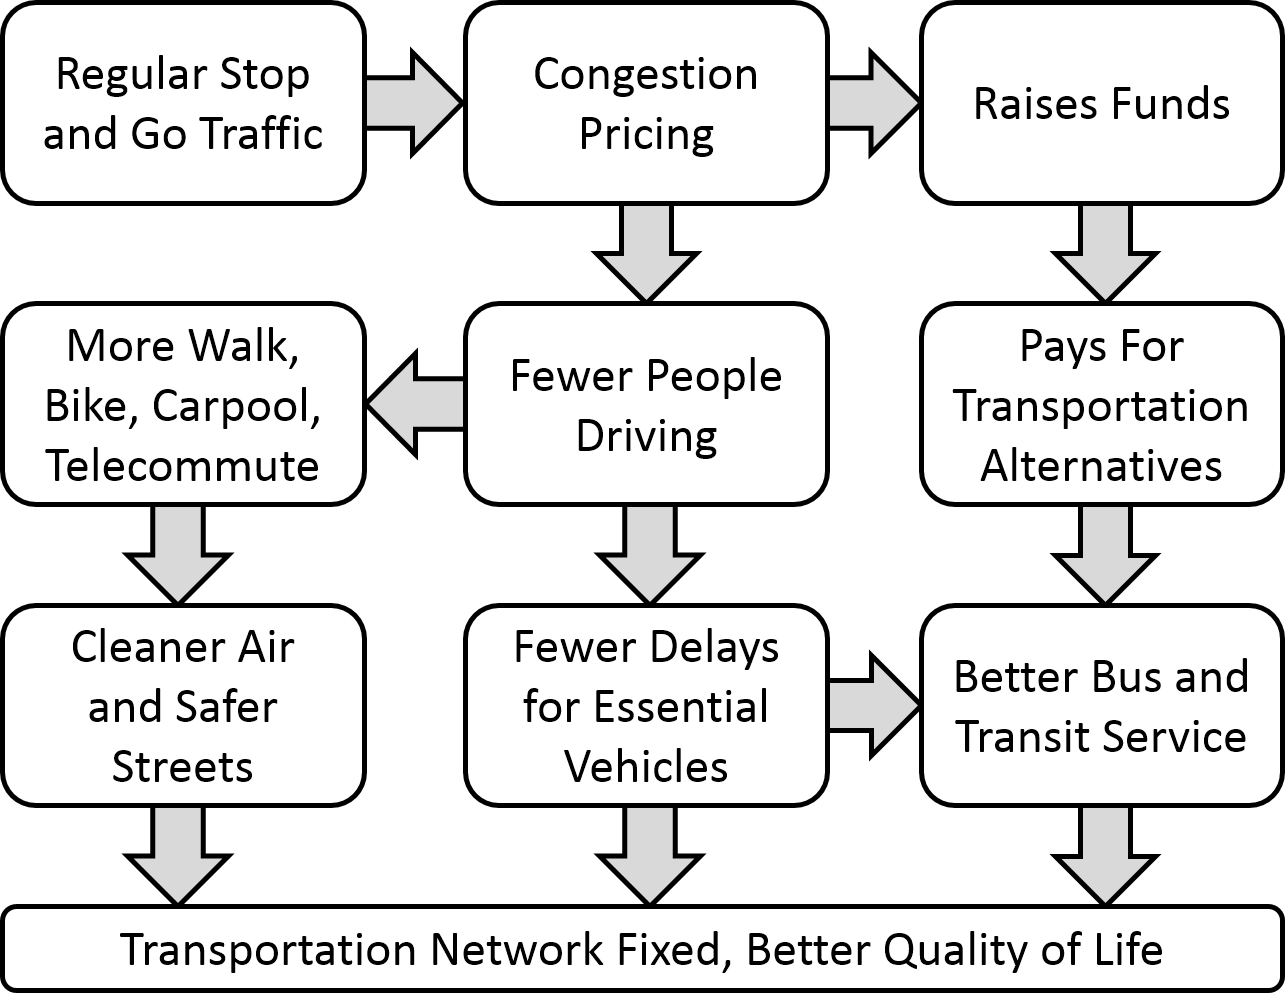 Regular Stop
and Go Traffic
Congestion
Pricing
Raises Funds
More Walk,
Bike, Carpool,
Telecommute
Fewer People
Driving
Pays For
Transportation
Alternatives
Cleaner Air
and Safer
Streets
Fewer Delays
for Essential
Vehicles
Better Bus and
Transit Service
Transportation Network Fixed, Better Quality of Life